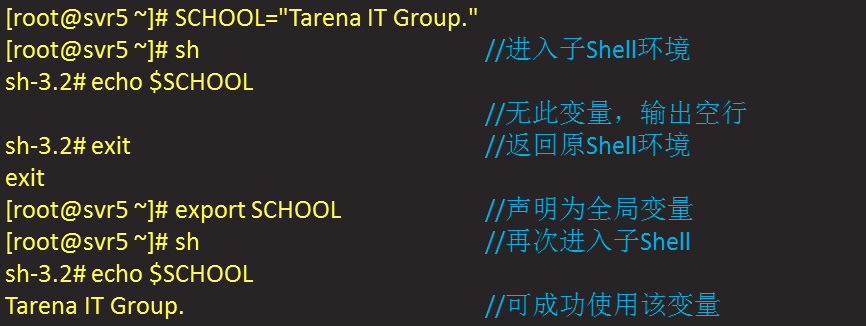 [root@svr5 ~]# SCHOOL="Tarena IT Group."
[root@svr5 ~]# sh //进入子Shell环境
sh-3.2# echo $SCHOOL
//无此变量，输出空行
sh-3.2# exit //返回原Shell环境
exit
[root@svr5 ~]# export SCHOOL //声明为全局变量
[root@svr5 ~]# sh //再次进入子Shell
sh-3.2# echo $SCHOOL
Tarena IT Group. //可成功使用该变量